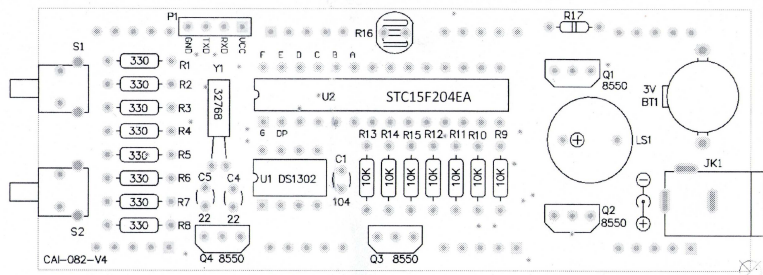 P1
GND TXD RXD VCC
S1
330 R1
330 R2
330 R3
330 R4
330 R5
330 R6
330 R7
330 R8
S2
CAI-082-V4
Y1
32768
F E D C B A
U2 STC15F204EA
G DP
U1 DS1302
C5
22
C4
22
C1
104
Q4 8550
Q3 8550
R13 R14 R15 R12 R11 R10 R9
10K 10K 10K 10K 10K 10K 10K
R16
R17
Q1
8550
3V
BT1
LS1
Q2
8550
JK1